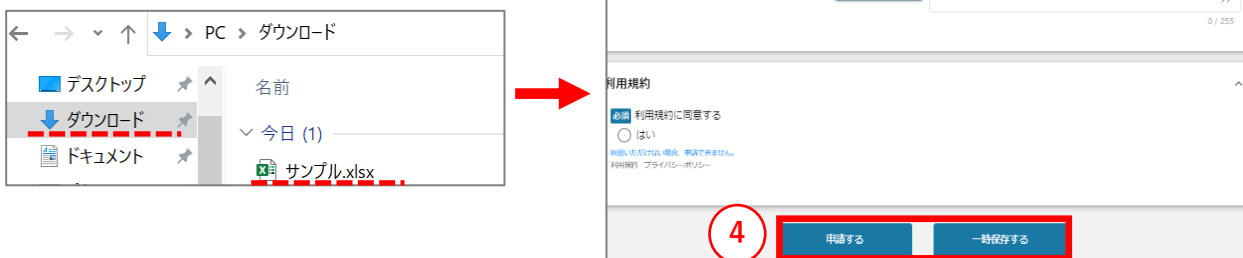 PC > ダウンロード
デスクトップ
ダウンロード
ドキュメント
名前
今日 (1)
サンプル.xlsx
0 / 255
利用規約
必須 利用規約に同意する
はい
同意いただけない場合、申請できません。
利用規約 プライバシーポリシー
4
申請する
一時保存する